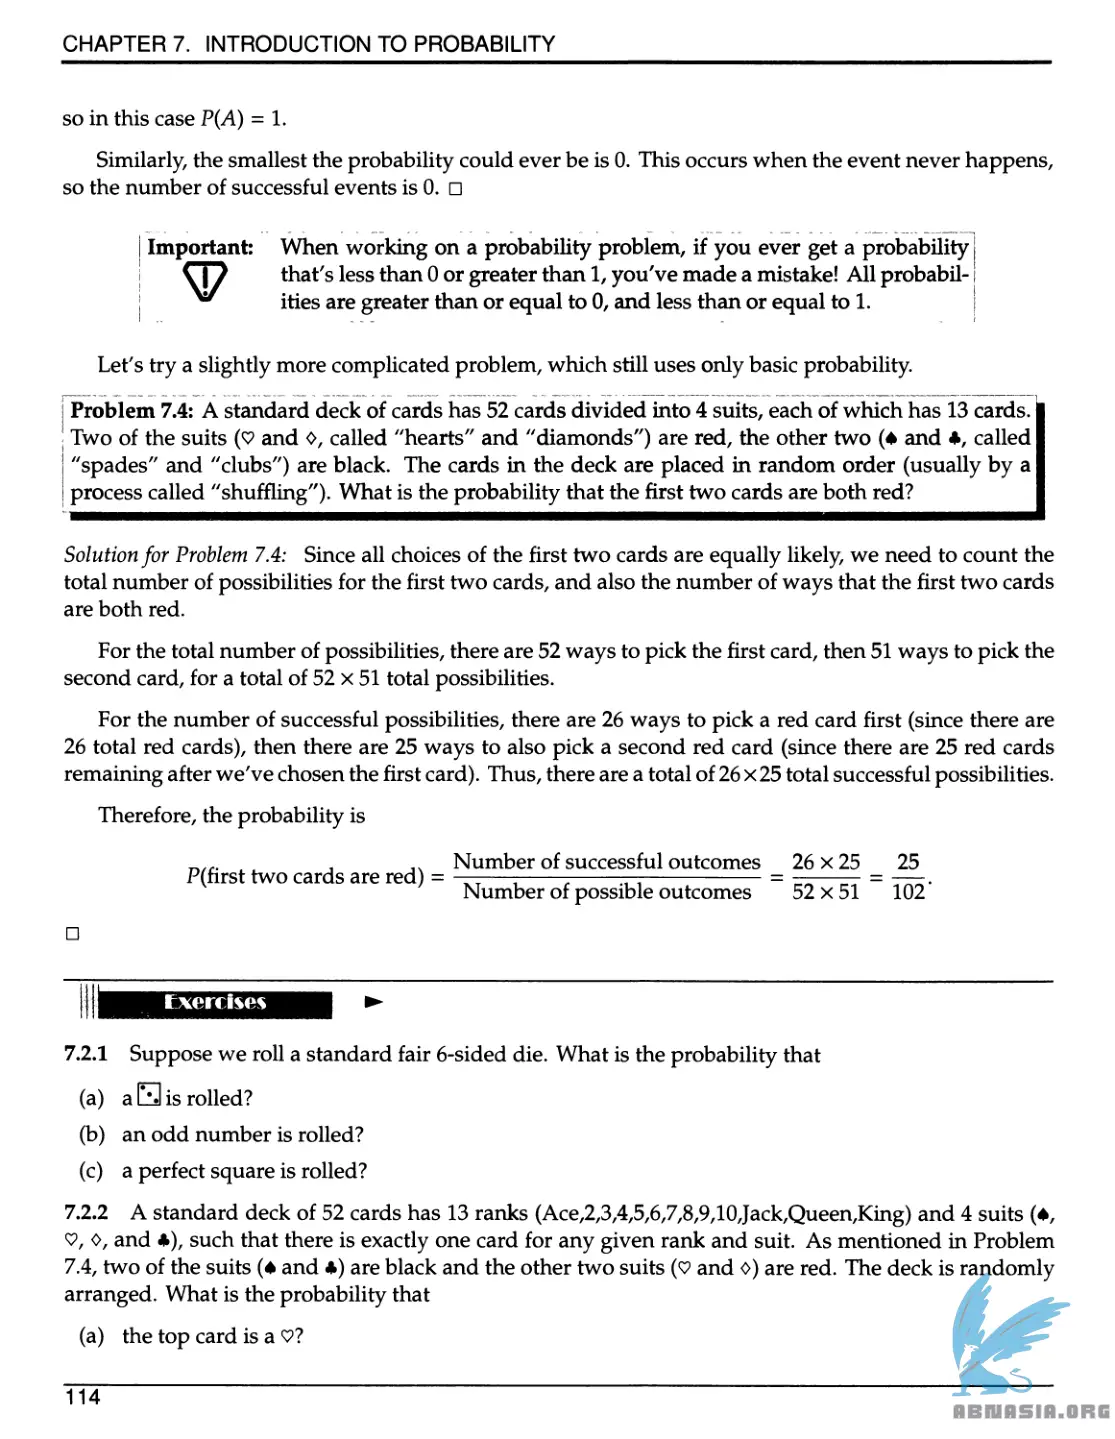 CHAPTER 7. INTRODUCTION TO PROBABILITY
so in this case P(A) = 1.
Similarly, the smallest the probability could ever be is 0. This occurs when the event never happens,
so the number of successful events is 0. □
Important: When working on a probability problem, if you ever get a probability
that's less than 0 or greater than 1, you've made a mistake! All probabil-
ities are greater than or equal to 0, and less than or equal to 1.
Let's try a slightly more complicated problem, which still uses only basic probability.
Problem 7.4: A standard deck of cards has 52 cards divided into 4 suits, each of which has 13 cards.
Two of the suits (♡ and ◇, called "hearts" and "diamonds") are red, the other two (♠ and ♣, called
"spades" and "clubs") are black. The cards in the deck are placed in random order (usually by a
process called "shuffling"). What is the probability that the first two cards are both red?
Solution for Problem 7.4: Since all choices of the first two cards are equally likely, we need to count the
total number of possibilities for the first two cards, and also the number of ways that the first two cards
are both red.
For the total number of possibilities, there are 52 ways to pick the first card, then 51 ways to pick the
second card, for a total of 52 × 51 total possibilities.
For the number of successful possibilities, there are 26 ways to pick a red card first (since there are
26 total red cards), then there are 25 ways to also pick a second red card (since there are 25 red cards
remaining after we've chosen the first card). Thus, there are a total of 26×25 total successful possibilities.
Therefore, the probability is
P(first two cards are red) = Number of successful outcomes / Number of possible outcomes = 26 × 25 / 52 × 51 = 25 / 102.
□
Exercises
7.2.1 Suppose we roll a standard fair 6-sided die. What is the probability that
(a) a ⚂ is rolled?
(b) an odd number is rolled?
(c) a perfect square is rolled?
7.2.2 A standard deck of 52 cards has 13 ranks (Ace,2,3,4,5,6,7,8,9,10,Jack,Queen,King) and 4 suits (♠,
♡, ◇, and ♣), such that there is exactly one card for any given rank and suit. As mentioned in Problem
7.4, two of the suits (♠ and ♣) are black and the other two suits (♡ and ◇) are red. The deck is randomly
arranged. What is the probability that
(a) the top card is a ♡?
114
ABNASIA.ORG